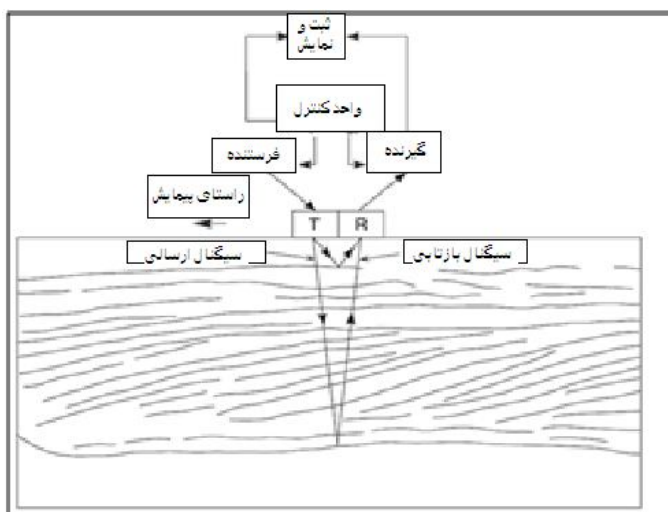 ثبت و
نمایش
واحد کنترل
فرستنده
گیرنده
راستای پیمایش
T R
سیگنال ارسالی
سیگنال بازتابی